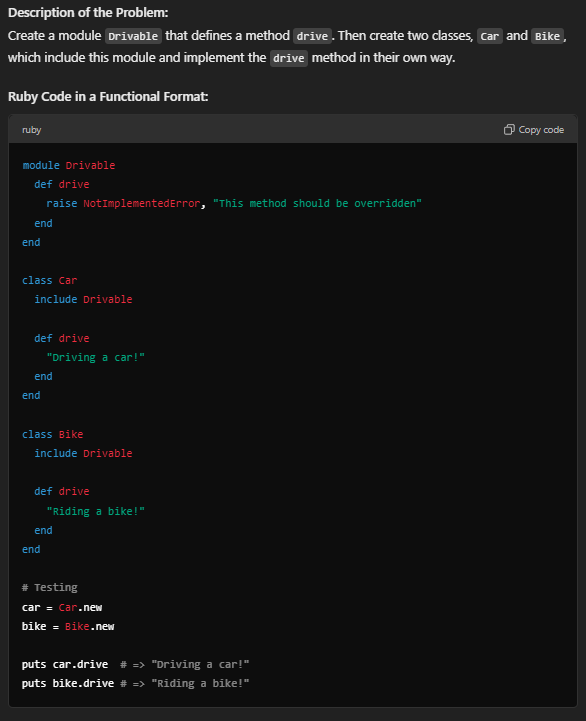 Description of the Problem:
Create a module Drivable that defines a method drive. Then create two classes, Car and Bike,
which include this module and implement the drive method in their own way.
Ruby Code in a Functional Format:
ruby Copy code
module Drivable
  def drive
    raise NotImplementedError, "This method should be overridden"
  end
end
class Car
  include Drivable
  def drive
    "Driving a car!"
  end
end
class Bike
  include Drivable
  def drive
    "Riding a bike!"
  end
end
# Testing
car = Car.new
bike = Bike.new
puts car.drive  # => "Driving a car!"
puts bike.drive # => "Riding a bike!"